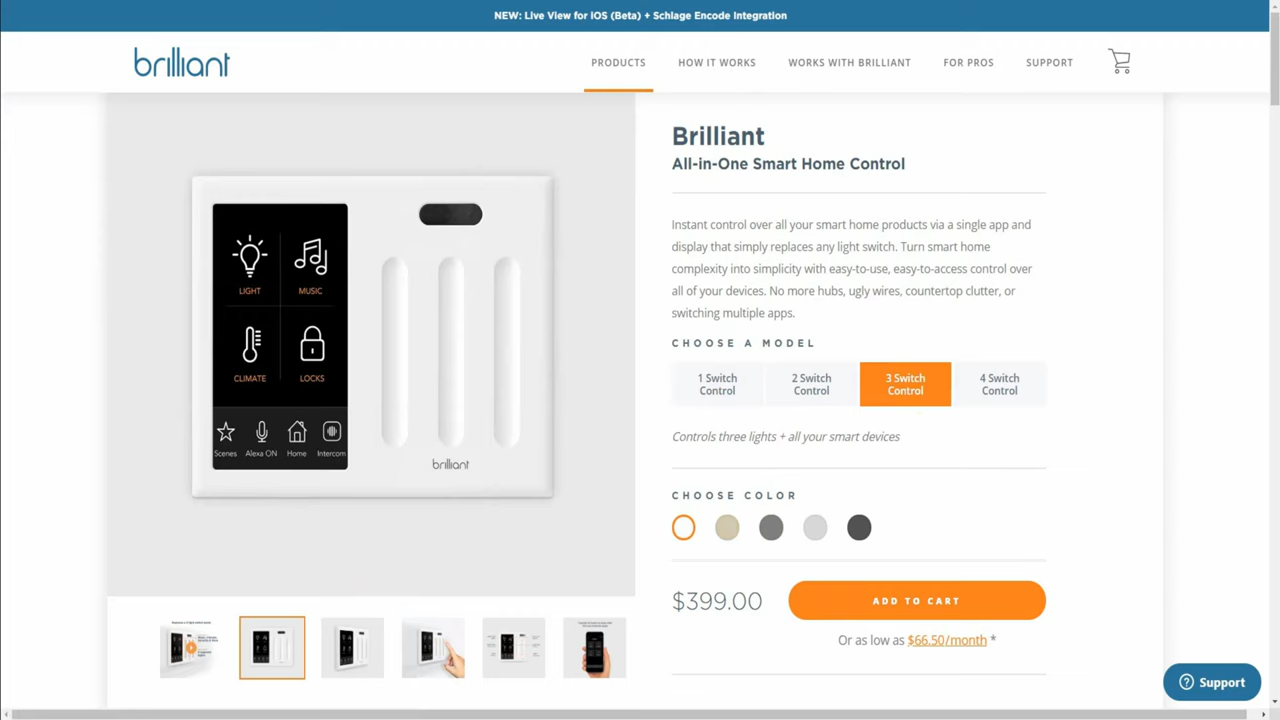 NEW: Live View for iOS (Beta) + Schlage Encode Integration
brilliant
PRODUCTS
HOW IT WORKS
WORKS WITH BRILLIANT
FOR PROS
SUPPORT
LIGHT
MUSIC
CLIMATE
LOCKS
Scenes
Alexa ON
Home
Intercom
brilliant
Brilliant
All-in-One Smart Home Control
Instant control over all your smart home products via a single app and
display that simply replaces any light switch. Turn smart home
complexity into simplicity with easy-to-use, easy-to-access control over
all of your devices. No more hubs, ugly wires, countertop clutter, or
switching multiple apps.
CHOOSE A MODEL
1 Switch
Control
2 Switch
Control
3 Switch
Control
4 Switch
Control
Controls three lights + all your smart devices
CHOOSE COLOR
$399.00
ADD TO CART
Or as low as $66.50/month *
Support